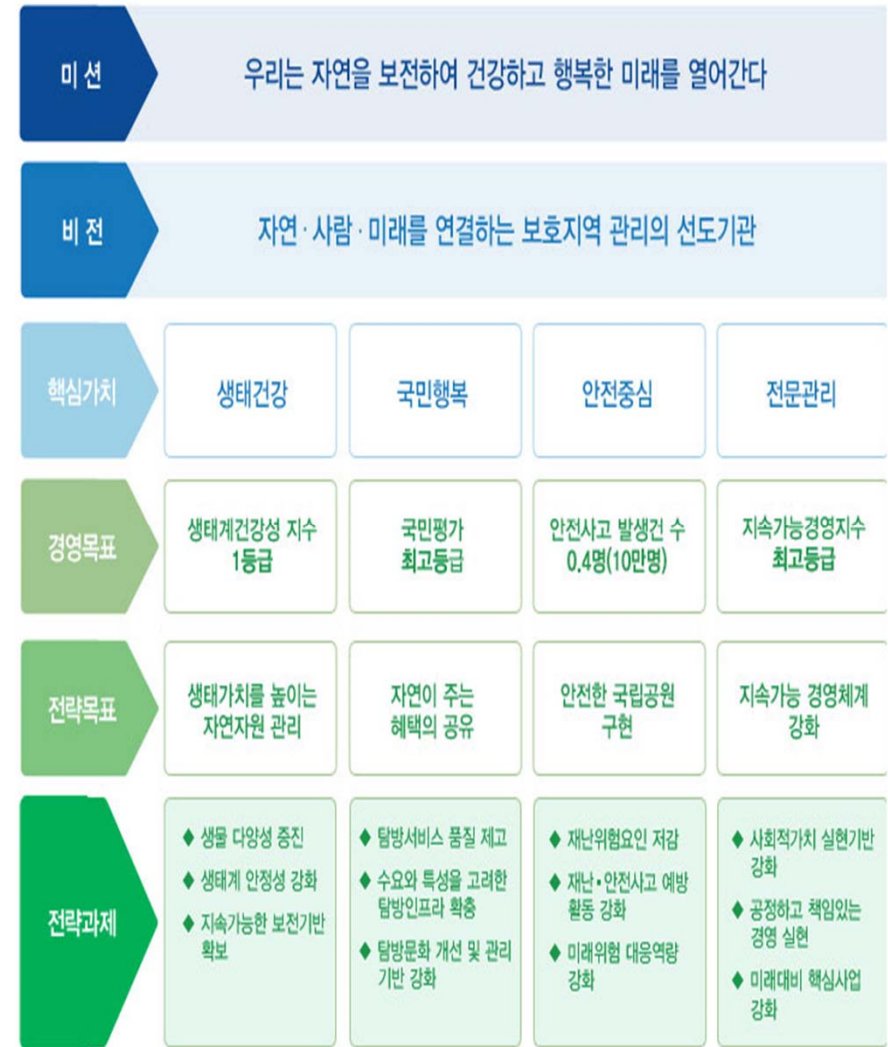 미 션
우리는 자연을 보전하여 건강하고 행복한 미래를 열어간다
비 전
자연 · 사람 · 미래를 연결하는 보호지역 관리의 선도기관
핵심가치
생태건강
국민행복
안전중심
전문관리
경영목표
생태계건강성 지수
1등급
국민평가
최고등급
안전사고 발생건 수
0.4명(10만명)
지속가능경영지수
최고등급
전략목표
생태가치를 높이는
자연자원 관리
자연이 주는
혜택의 공유
안전한 국립공원
구현
지속가능 경영체계
강화
전략과제
◆ 생물 다양성 증진
◆ 생태계 안정성 강화
◆ 지속가능한 보전기반
확보
◆ 탐방서비스 품질 제고
◆ 수요와 특성을 고려한
탐방인프라 확충
◆ 탐방문화 개선 및 관리
기반 강화
◆ 재난위험요인 저감
◆ 재난•안전사고 예방
활동 강화
◆ 미래위험 대응역량
강화
◆ 사회적가치 실현기반
강화
◆ 공정하고 책임있는
경영 실현
◆ 미래대비 핵심사업
강화